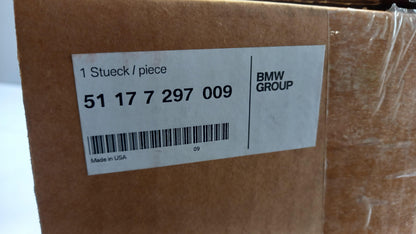 1 Stueck / piece
51 17 7 297 009
BMW
GROUP
Made in USA
09